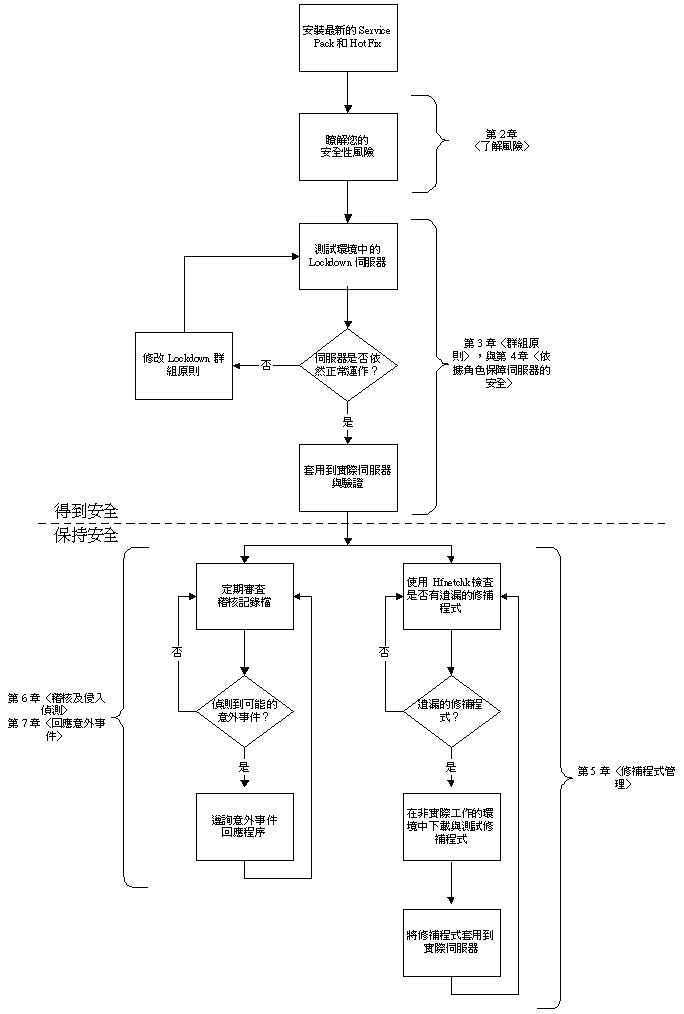 安裝最新的 Service
Pack 和 Hot Fix
瞭解您的
安全性風險
第 2 章
〈了解風險〉
測試環境中的
Lockdown 伺服器
修改 Lockdown 群
組原則
否
伺服器是否依
然正常運作？
第 3 章〈群組原
則〉，與第 4 章〈依
據角色保障伺服器的
安全〉
是
套用到實際伺服器
與驗證
得到安全
保持安全
定期審查
稽核記錄檔
否
偵測到可能的
意外事件？
第 6 章〈稽核及侵入
偵測〉
第 7 章〈回應意外事
件〉
是
邀詢意外事件
回應程序
使用 Hfnetchk 檢查
是否有遺漏的修補
程式
否
遺漏的修補程
式？
是
第 5 章〈修補程式管
理〉
在非實際工作的環
境中下載與測試修
補程式
將修補程式套用到
實際伺服器